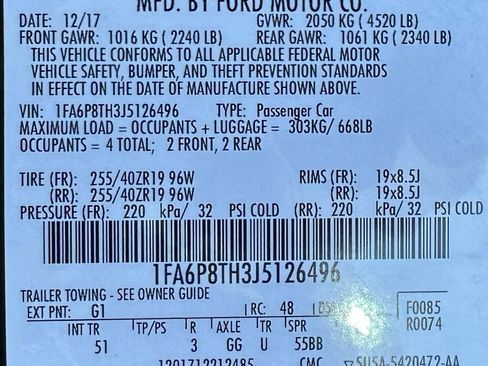 MFD. BY FORD MOTOR CO.
DATE: 12/17 GVWR: 2050 KG ( 4520 LB)
FRONT GAWR: 1016 KG ( 2240 LB) REAR GAWR: 1061 KG ( 2340 LB)
THIS VEHICLE CONFORMS TO ALL APPLICABLE FEDERAL MOTOR
VEHICLE SAFETY, BUMPER, AND THEFT PREVENTION STANDARDS
IN EFFECT ON THE DATE OF MANUFACTURE SHOWN ABOVE.
VIN: 1FA6P8TH3J5126496 TYPE: Passenger Car
MAXIMUM LOAD = OCCUPANTS + LUGGAGE = 303KG/ 668LB
OCCUPANTS = 4 TOTAL; 2 FRONT, 2 REAR
TIRE (FR): 255/40ZR19 96W RIMS (FR): 19x8.5J
(RR): 255/40ZR19 96W (RR): 19x8.5J
PRESSURE (FR): 220 kPa/ 32 PSI COLD (RR): 220 kPa/ 32 PSI COLD
1FA6P8TH3J5126496
TRAILER TOWING - SEE OWNER GUIDE
EXT PNT: G1 RC: 48 F0085
R0074
INT TR TP/PS R AXLE TR SPR
51 3 GG U 55BB
1201712212485 CMC ▽5U5A-5420472-AA